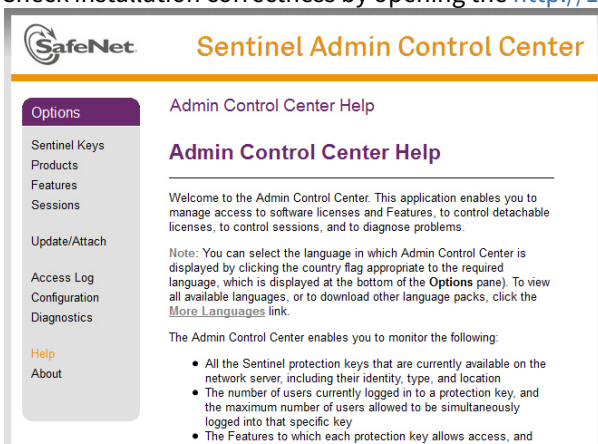 Check installation correctness by opening the http://1
SafeNet.
Sentinel Admin Control Center
Options
Sentinel Keys
Products
Features
Sessions
Update/Attach
Access Log
Configuration
Diagnostics
Help
About
Admin Control Center Help
Admin Control Center Help
Welcome to the Admin Control Center. This application enables you to
manage access to software licenses and Features, to control detachable
licenses, to control sessions, and to diagnose problems.
Note: You can select the language in which Admin Control Center is
displayed by clicking the country flag appropriate to the required
language, which is displayed at the bottom of the Options pane). To view
all available languages, or to download other language packs, click the
More Languages link.
The Admin Control Center enables you to monitor the following:
• All the Sentinel protection keys that are currently available on the
network server, including their identity, type, and location
• The number of users currently logged in to a protection key, and
the maximum number of users allowed to be simultaneously
logged into that specific key
• The Features to which each protection key allows access, and